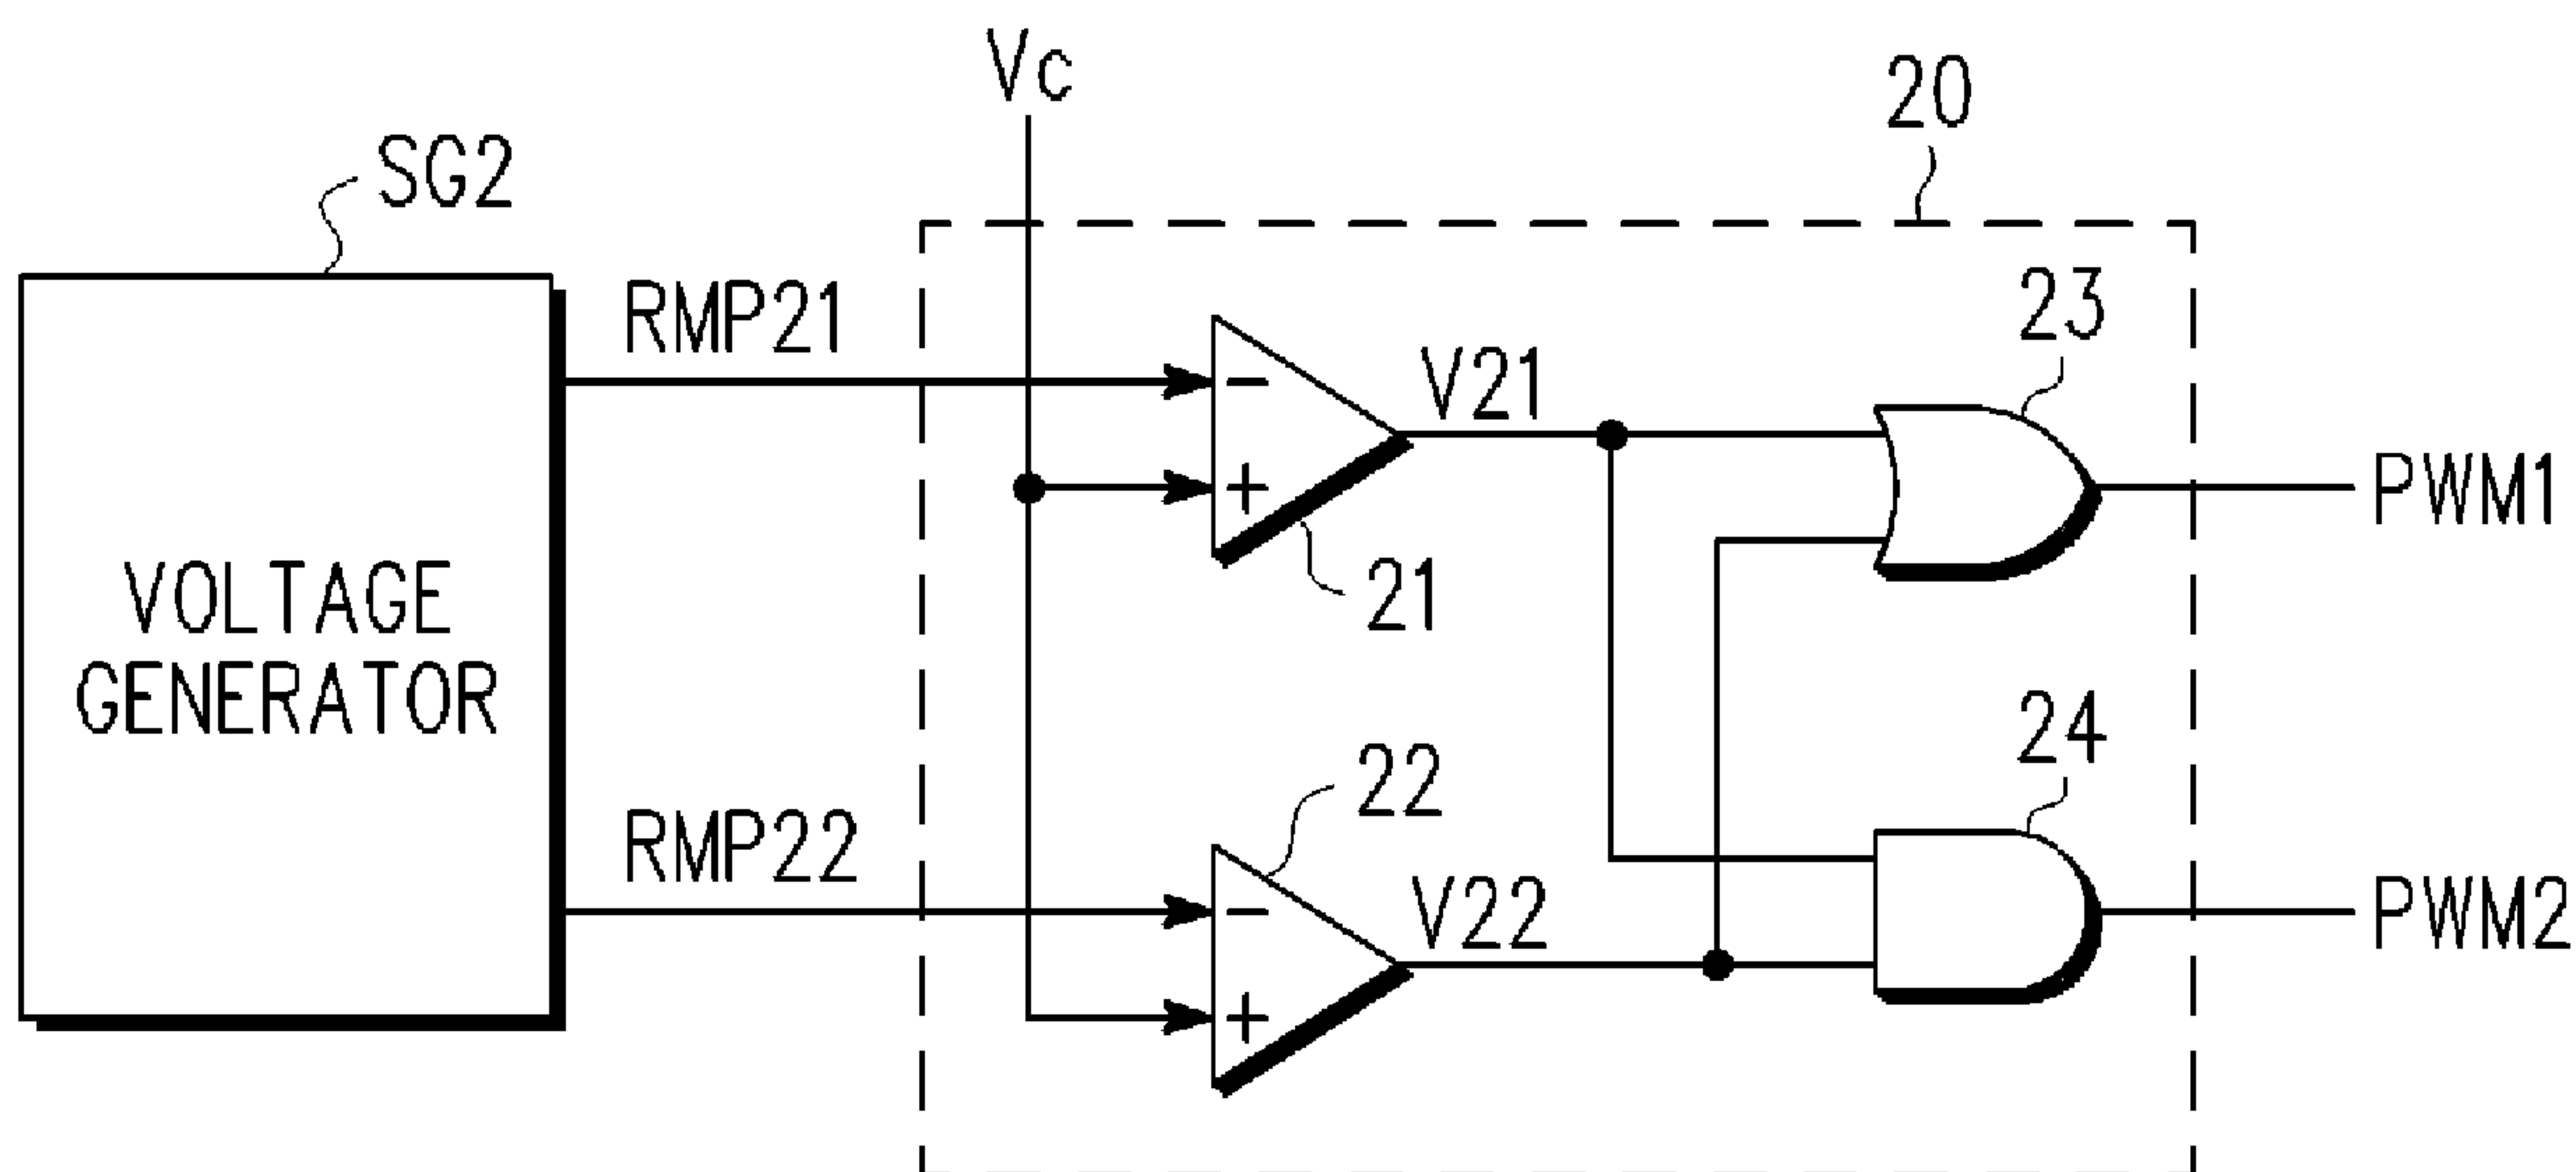 Vc
20
SG2
RMP21
23
V21
PWM1
21
VOLTAGE
GENERATOR
24
22
RMP22
V22
PWM2
−
+
−
+